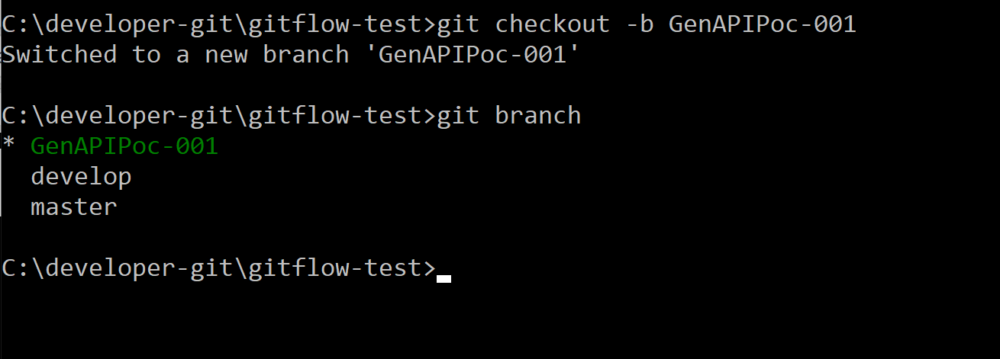 C:\developer-git\gitflow-test>git checkout -b GenAPIPoc-001
Switched to a new branch 'GenAPIPoc-001'
C:\developer-git\gitflow-test>git branch
* GenAPIPoc-001
develop
master
C:\developer-git\gitflow-test>